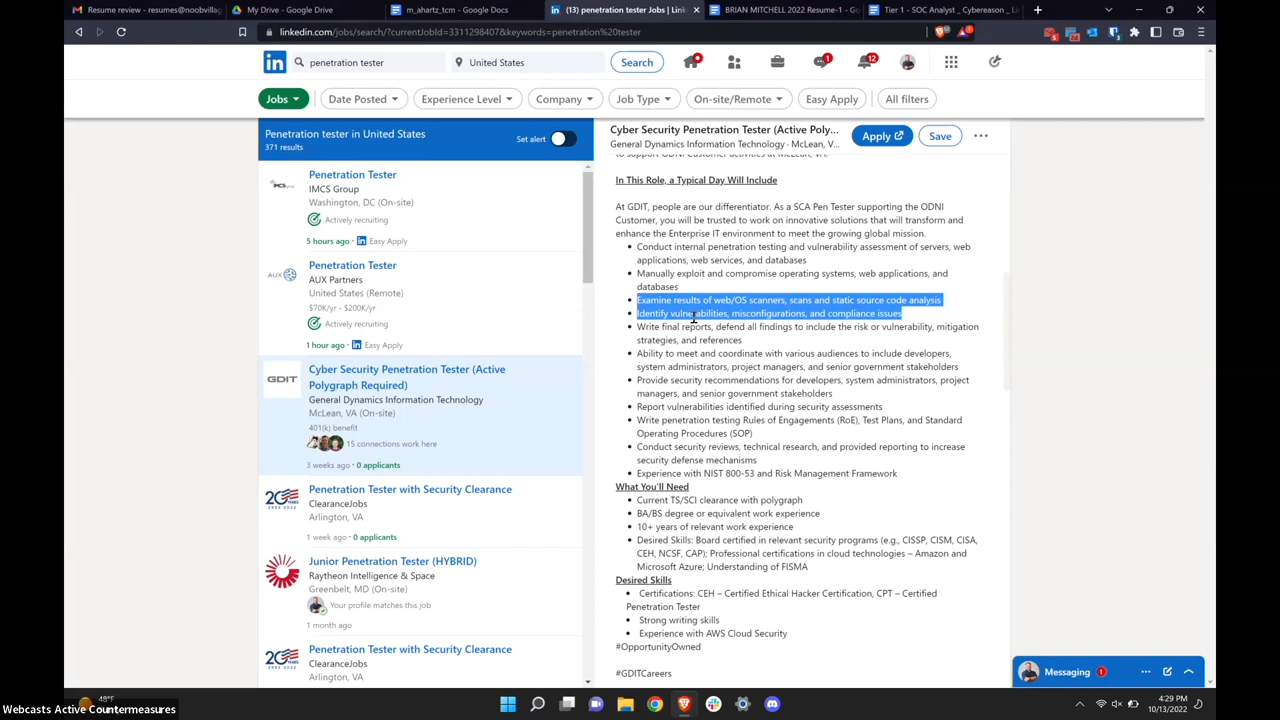 Resume review - resumes@noobvilla
My Drive - Google Drive
m_ahartz_tcm - Google Docs
(13) penetration tester Jobs | Link
BRIAN MITCHELL 2022 Resume-1 - Go
Tier 1 - SOC Analyst _ Cybereason _ Li
linkedin.com/jobs/search/?currentJobId=3311298407&keywords=penetration%20tester
penetration tester
United States
Search
1
12
Jobs
Date Posted
Experience Level
Company
Job Type
On-site/Remote
Easy Apply
All filters
Penetration tester in United States
371 results
Set alert
Penetration Tester
IMCS Group
Washington, DC (On-site)
Actively recruiting
5 hours ago · Easy Apply
Penetration Tester
AUX Partners
United States (Remote)
$70K/yr - $200K/yr
Actively recruiting
1 hour ago · Easy Apply
GDIT
Cyber Security Penetration Tester (Active
Polygraph Required)
General Dynamics Information Technology
McLean, VA (On-site)
401(k) benefit
15 connections work here
3 weeks ago · 0 applicants
Penetration Tester with Security Clearance
ClearanceJobs
Arlington, VA
1 week ago · 0 applicants
Junior Penetration Tester (HYBRID)
Raytheon Intelligence & Space
Greenbelt, MD (On-site)
Your profile matches this job
1 month ago
Penetration Tester with Security Clearance
ClearanceJobs
Arlington, VA
Cyber Security Penetration Tester (Active Poly...
General Dynamics Information Technology · McLean, V...
Apply
Save
to support ODNI Customer activities at McLean, VA.
In This Role, a Typical Day Will Include
At GDIT, people are our differentiator. As a SCA Pen Tester supporting the ODNI
Customer, you will be trusted to work on innovative solutions that will transform and
enhance the Enterprise IT environment to meet the growing global mission.
• Conduct internal penetration testing and vulnerability assessment of servers, web
applications, web services, and databases
• Manually exploit and compromise operating systems, web applications, and
databases
• Examine results of web/OS scanners, scans and static source code analysis
• Identify vulnerabilities, misconfigurations, and compliance issues
• Write final reports, defend all findings to include the risk or vulnerability, mitigation
strategies, and references
• Ability to meet and coordinate with various audiences to include developers,
system administrators, project managers, and senior government stakeholders
• Provide security recommendations for developers, system administrators, project
managers, and senior government stakeholders
• Report vulnerabilities identified during security assessments
• Write penetration testing Rules of Engagements (RoE), Test Plans, and Standard
Operating Procedures (SOP)
• Conduct security reviews, technical research, and provided reporting to increase
security defense mechanisms
• Experience with NIST 800-53 and Risk Management Framework
What You'll Need
• Current TS/SCI clearance with polygraph
• BA/BS degree or equivalent work experience
• 10+ years of relevant work experience
• Desired Skills: Board certified in relevant security programs (e.g., CISSP, CISM, CISA,
CEH, NCSF, CAP); Professional certifications in cloud technologies – Amazon and
Microsoft Azure; Understanding of FISMA
Desired Skills
• Certifications: CEH – Certified Ethical Hacker Certification, CPT – Certified
Penetration Tester
• Strong writing skills
• Experience with AWS Cloud Security
#OpportunityOwned
#GDITCareers
Messaging 1
48°F
Webcasts Active Countermeasures
4:29 PM
10/13/2022